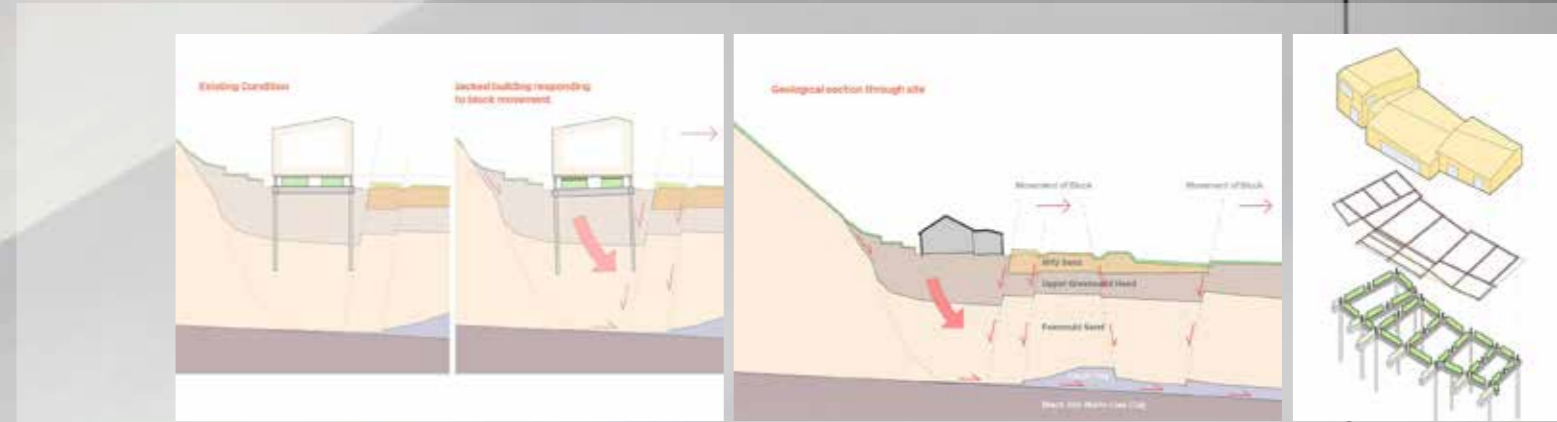 Existing Condition
Jacked building responding
to block movement.
Geological section through site
Movement of Block
Movement of Block
Silty Sand
Upper Greensand Head
Foxmould Sand